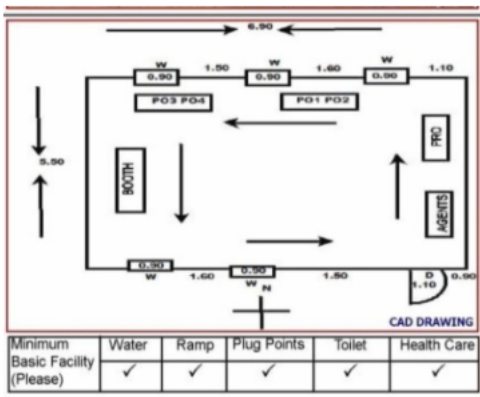 6.90
W 1.50 W 1.60 W 1.10
0.90 0.90 0.90
PO3 PO4 PO1 PO2
PRO
5.50
BOOTH
AGENTS
0.90 0.90 D 0.90
W 1.60 W N 1.50 1.10
CAD DRAWING
Minimum Basic Facility (Please) Water Ramp Plug Points Toilet Health Care
✓ ✓ ✓ ✓ ✓